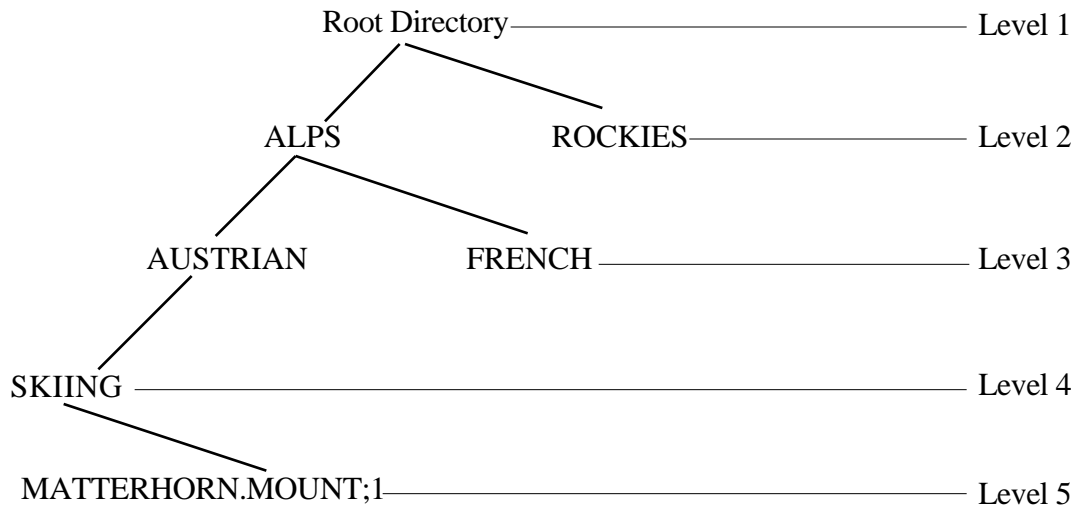 Root Directory Level 1
ALPS ROCKIES Level 2
AUSTRIAN FRENCH Level 3
SKIING Level 4
MATTERHORN.MOUNT;1 Level 5